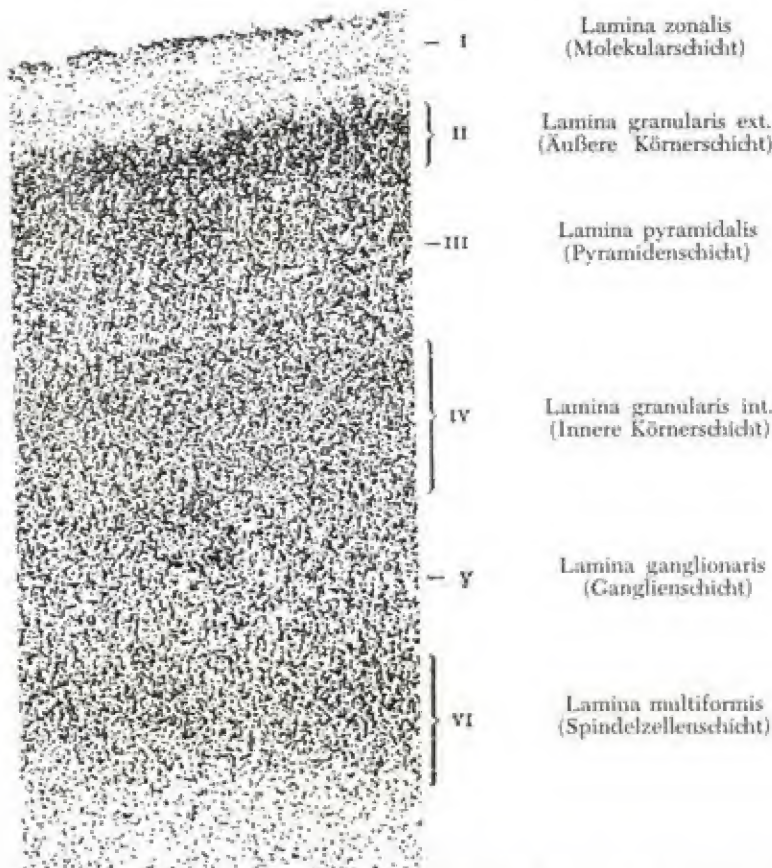 I
Lamina zonalis
(Molekularschicht)
II
Lamina granularis ext.
(Äußere Körnerschicht)
III
Lamina pyramidalis
(Pyramidenschicht)
IV
Lamina granularis int.
(Innere Körnerschicht)
V
Lamina ganglionaris
(Ganglienschicht)
VI
Lamina multiformis
(Spindelzellenschicht)